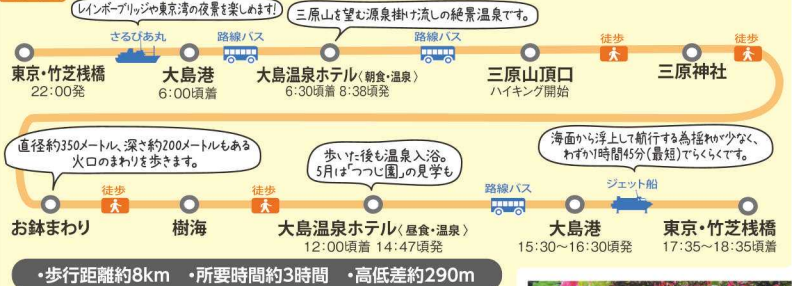 レインボーブリッジや東京湾の夜景を楽しめます!
三原山を望む源泉掛け流しの絶景温泉です。
さるびあ丸
路線バス
路線バス
徒歩
徒歩
東京・竹芝桟橋
22:00発
大島港
6:00頃着
大島温泉ホテル〈朝食・温泉〉
6:30頃着 8:38頃発
三原山頂口
ハイキング開始
三原神社
直径約350メートル、深さ約200メートルもある
火口のまわりを歩きます。
歩いた後も温泉入浴。
5月は「つつじ園」の見学も
海面から浮上して航行する為揺れが少なく、
わずか1時間45分(最短)でらくらくです。
徒歩
徒歩
路線バス
ジェット船
お鉢まわり
樹海
大島温泉ホテル〈昼食・温泉〉
12:00頃着 14:47頃発
大島港
15:30〜16:30頃発
東京・竹芝桟橋
17:35〜18:35頃着
・歩行距離約8km ・所要時間約3時間 ・高低差約290m